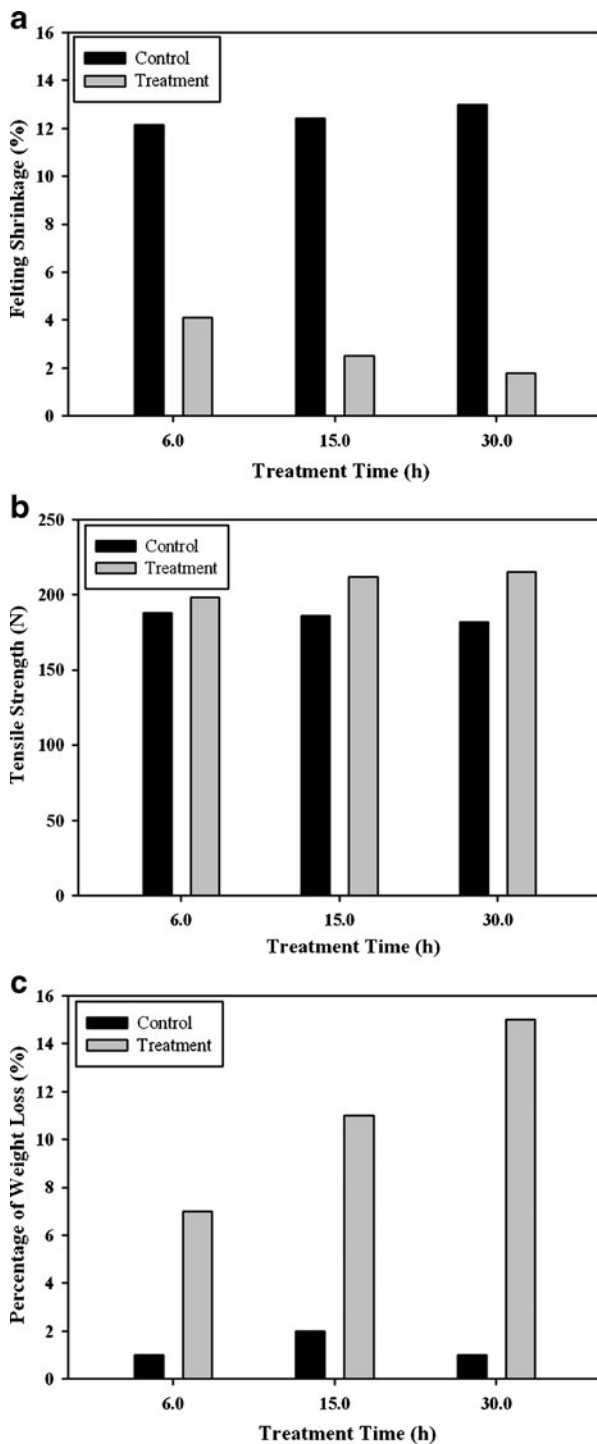 a
16
14
12
10
8
6
4
2
0
Control
Treatment
Felting Shrinkage (%)
6.0 15.0 30.0
Treatment Time (h)
b
250
200
150
100
50
0
Control
Treatment
Tensile Strength (N)
6.0 15.0 30.0
Treatment Time (h)
c
16
14
12
10
8
6
4
2
0
Control
Treatment
Percentage of Weight Loss (%)
6.0 15.0 30.0
Treatment Time (h)